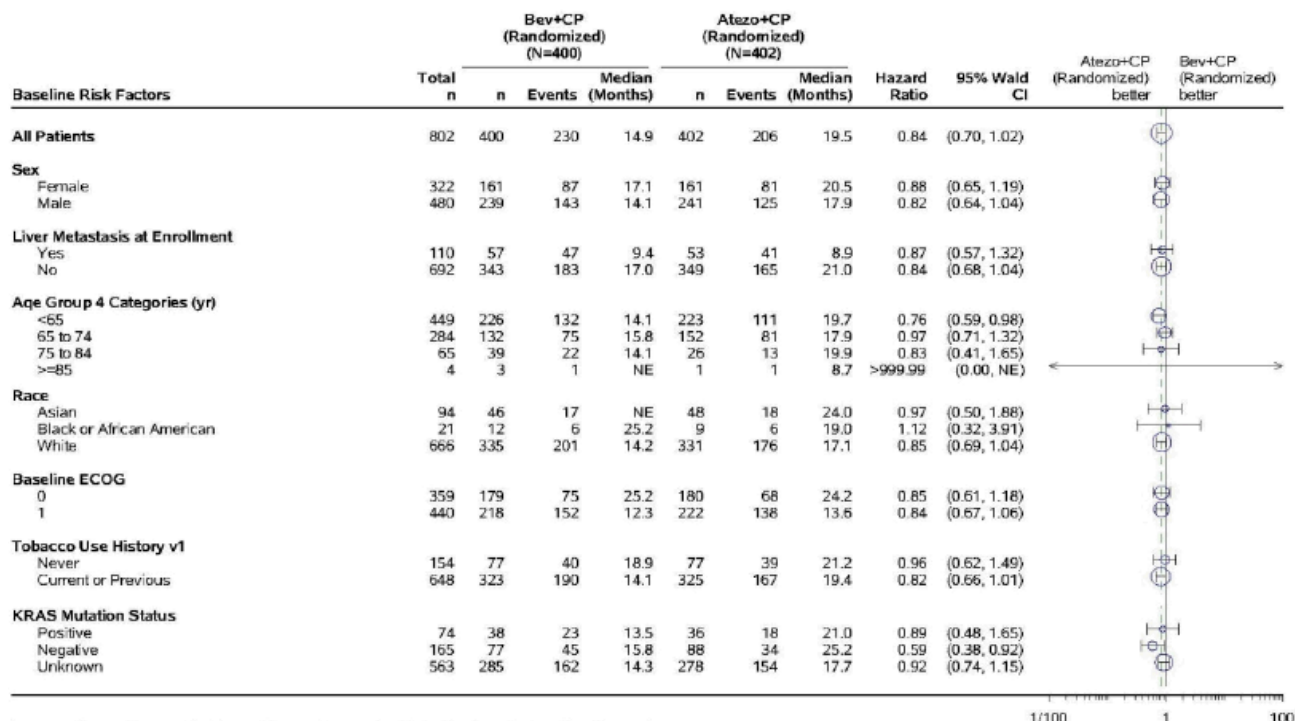 Bev+CP Atezo+CP
(Randomized) (Randomized)
(N=400) (N=402)
Atezo+CP Bev+CP
Total Median Median Hazard 95% Wald (Randomized) (Randomized)
Baseline Risk Factors n n Events (Months) n Events (Months) Ratio CI better better
All Patients 802 400 230 14.9 402 206 19.5 0.84 (0.70, 1.02)
Sex
Female 322 161 87 17.1 161 81 20.5 0.88 (0.65, 1.19)
Male 480 239 143 14.1 241 125 17.9 0.82 (0.64, 1.04)
Liver Metastasis at Enrollment
Yes 110 57 47 9.4 53 41 8.9 0.87 (0.57, 1.32)
No 692 343 183 17.0 349 165 21.0 0.84 (0.68, 1.04)
Age Group 4 Categories (yr)
<65 449 226 132 14.1 223 111 19.7 0.76 (0.59, 0.98)
65 to 74 284 132 75 15.8 152 81 17.9 0.97 (0.71, 1.32)
75 to 84 65 39 22 14.1 26 13 19.9 0.83 (0.41, 1.65)
>=85 4 3 1 NE 1 1 8.7 >999.99 (0.00, NE)
Race
Asian 94 46 17 NE 48 18 24.0 0.97 (0.50, 1.88)
Black or African American 21 12 6 25.2 9 6 19.0 1.12 (0.32, 3.91)
White 666 335 201 14.2 331 176 17.1 0.85 (0.69, 1.04)
Baseline ECOG
0 359 179 75 25.2 180 68 24.2 0.85 (0.61, 1.18)
1 440 218 152 12.3 222 138 13.6 0.84 (0.67, 1.06)
Tobacco Use History v1
Never 154 77 40 18.9 77 39 21.2 0.96 (0.62, 1.49)
Current or Previous 648 323 190 14.1 325 167 19.4 0.82 (0.66, 1.01)
KRAS Mutation Status
Positive 74 38 23 13.5 36 18 21.0 0.89 (0.48, 1.65)
Negative 165 77 45 15.8 88 34 25.2 0.59 (0.38, 0.92)
Unknown 563 285 162 14.3 278 154 17.7 0.92 (0.74, 1.15)
1/100 1 100